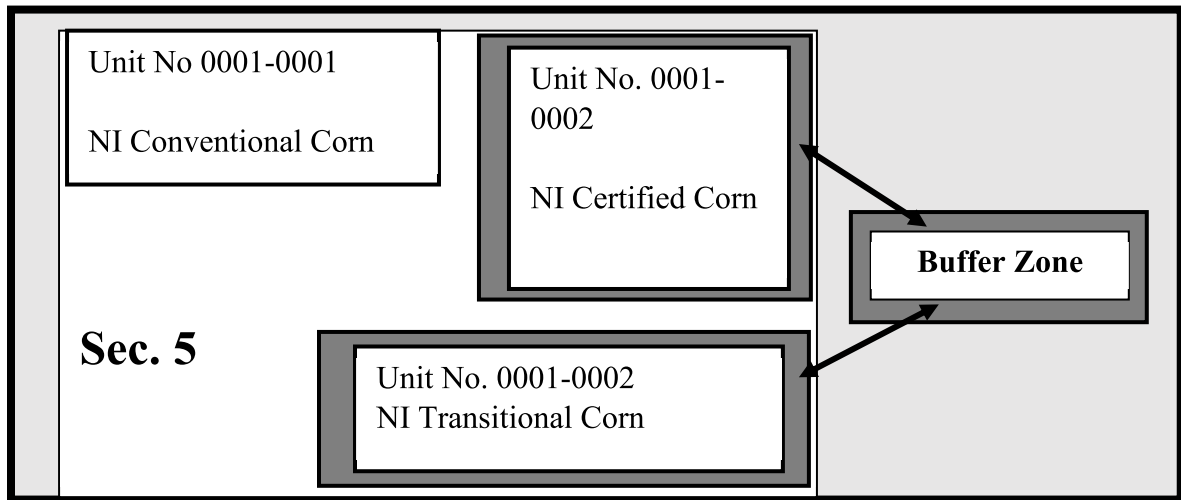 Unit No 0001-0001
NI Conventional Corn
Unit No. 0001-
0002
NI Certified Corn
Buffer Zone
Sec. 5
Unit No. 0001-0002
NI Transitional Corn